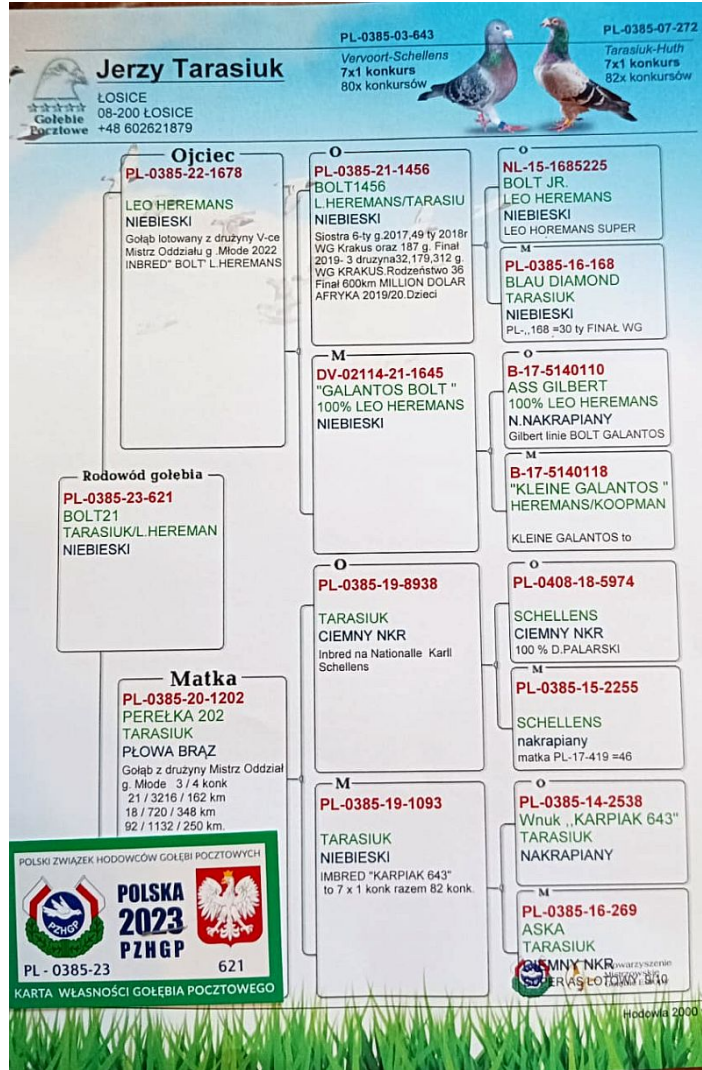 PL-0385-03-643
Vervoort-Schellens
7x1 konkurs
80x konkursów
PL-0385-07-272
Tarasiuk-Huth
7x1 konkurs
82x konkursów
Gołebie
Pocztowe
Jerzy Tarasiuk
ŁOSICE
08-200 ŁOSICE
+48 602621879
Ojciec
PL-0385-22-1678
LEO HEREMANS
NIEBIESKI
Gołąb lotowany z drużyny V-ce
Mistrz Oddziału g .Młode 2022
INBRED" BOLT' L.HEREMANS
O
PL-0385-21-1456
BOLT1456
L.HEREMANS/TARASIU
NIEBIESKI
Siostra 6-ty g.2017,49 ty 2018r
WG Krakus oraz 187 g. Finał
2019- 3 druzyna32,179,312 g.
WG KRAKUS.Rodzeństwo 36
Finał 600km MILLION DOLAR
AFRYKA 2019/20.Dzieci
O
NL-15-1685225
BOLT JR.
LEO HEREMANS
NIEBIESKI
LEO HOREMANS SUPER
M
PL-0385-16-168
BLAU DIAMOND
TARASIUK
NIEBIESKI
PL-,.168 =30 ty FINAŁ WG
M
DV-02114-21-1645
"GALANTOS BOLT "
100% LEO HEREMANS
NIEBIESKI
O
B-17-5140110
ASS GILBERT
100% LEO HEREMANS
N.NAKRAPIANY
Gilbert linie BOLT GALANTOS
M
B-17-5140118
"KLEINE GALANTOS "
HEREMANS/KOOPMAN
KLEINE GALANTOS to
Rodowód gołebia
PL-0385-23-621
BOLT21
TARASIUK/L.HEREMAN
NIEBIESKI
O
PL-0385-19-8938
TARASIUK
CIEMNY NKR
Inbred na Nationalle Karll
Schellens
O
PL-0408-18-5974
SCHELLENS
CIEMNY NKR
100 % D.PALARSKI
M
PL-0385-15-2255
SCHELLENS
nakrapiany
matka PL-17-419 =46
Matka
PL-0385-20-1202
PEREŁKA 202
TARASIUK
PŁOWA BRĄZ
Gołąb z drużyny Mistrz Oddział
g. Młode 3 / 4 konk
21 / 3216 / 162 km
18 / 720 / 348 km
92 / 1132 / 250 km.
M
PL-0385-19-1093
TARASIUK
NIEBIESKI
IMBRED "KARPIAK 643"
to 7 x 1 konk razem 82 konk.
O
PL-0385-14-2538
Wnuk ,,KARPIAK 643"
TARASIUK
NAKRAPIANY
M
PL-0385-16-269
ASKA
TARASIUK
CIEMNY NKR
SUPER AS LOTOWY 9/10
POLSKI ZWIĄZEK HODOWCÓW GOŁĘBI POCZTOWYCH
PZHGP
POLSKA
2023
PZHGP
PL - 0385-23
621
KARTA WŁASNOŚCI GOŁĘBIA POCZTOWEGO
Hodowla 2000